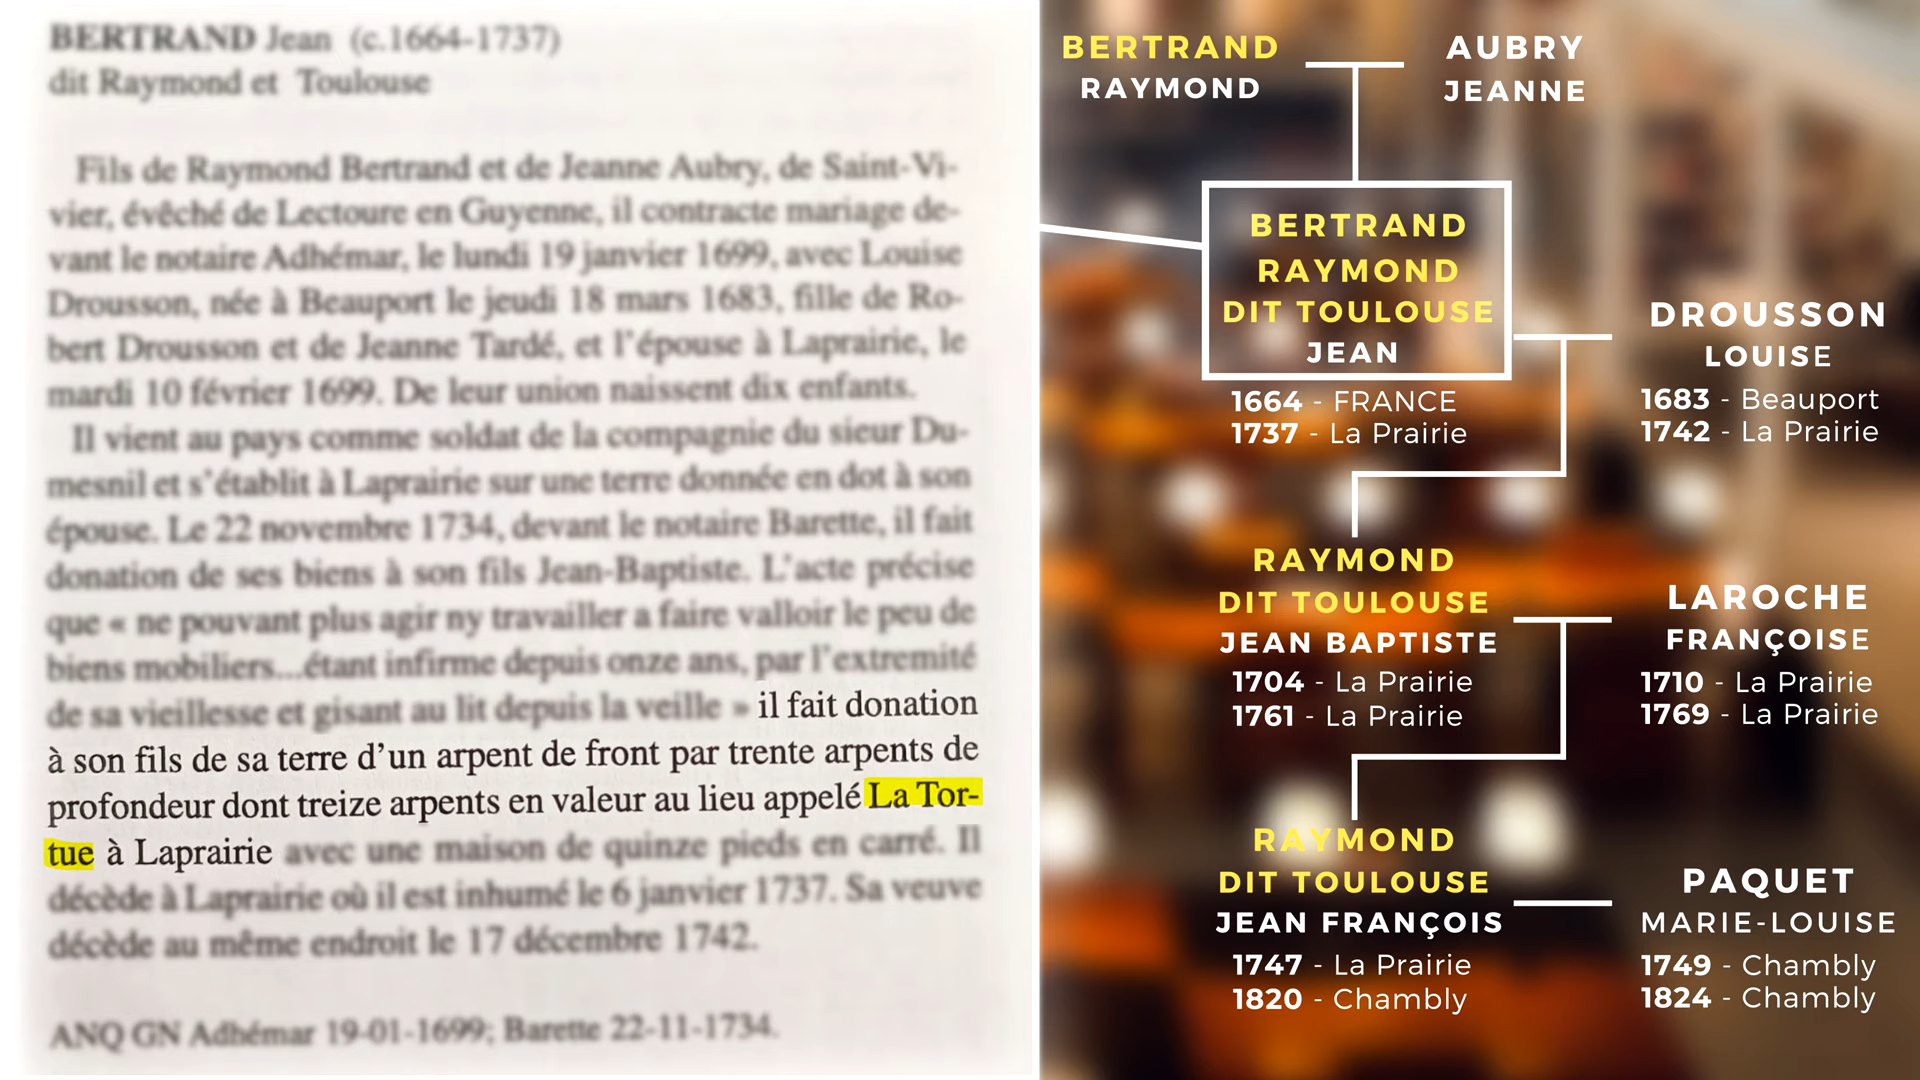 BERTRAND Jean (c.1664-1737)
dit Raymond et Toulouse
Fils de Raymond Bertrand et de Jeanne Aubry, de Saint-Vi-
vier, évêché de Lectoure en Guyenne, il contracte mariage de-
vant le notaire Adhémar, le lundi 19 janvier 1699, avec Louise
Drousson, née à Beauport le jeudi 18 mars 1683, fille de Ro-
bert Drousson et de Jeanne Tardé, et l'épouse à Laprairie, le
mardi 10 février 1699. De leur union naissent dix enfants.
Il vient au pays comme soldat de la compagnie du sieur Du-
mesnil et s'établit à Laprairie sur une terre donnée en dot à son
épouse. Le 22 novembre 1734, devant le notaire Barette, il fait
donation de ses biens à son fils Jean-Baptiste. L'acte précise
que « ne pouvant plus agir ny travailler a faire valloir le peu de
biens mobiliers...étant infirme depuis onze ans, par l'extremité
de sa vieillesse et gisant au lit depuis la veille » il fait donation
à son fils de sa terre d'un arpent de front par trente arpents de
profondeur dont treize arpents en valeur au lieu appelé La Tor-
tue à Laprairie avec une maison de quinze pieds en carré. Il
décède à Laprairie où il est inhumé le 6 janvier 1737. Sa veuve
décède au même endroit le 17 décembre 1742.
ANQ GN Adhémar 19-01-1699; Barette 22-11-1734.
BERTRAND
RAYMOND
AUBRY
JEANNE
BERTRAND
RAYMOND
DIT TOULOUSE
JEAN
1664 - FRANCE
1737 - La Prairie
DROUSSON
LOUISE
1683 - Beauport
1742 - La Prairie
RAYMOND
DIT TOULOUSE
JEAN BAPTISTE
1704 - La Prairie
1761 - La Prairie
LAROCHE
FRANÇOISE
1710 - La Prairie
1769 - La Prairie
RAYMOND
DIT TOULOUSE
JEAN FRANÇOIS
1747 - La Prairie
1820 - Chambly
PAQUET
MARIE-LOUISE
1749 - Chambly
1824 - Chambly